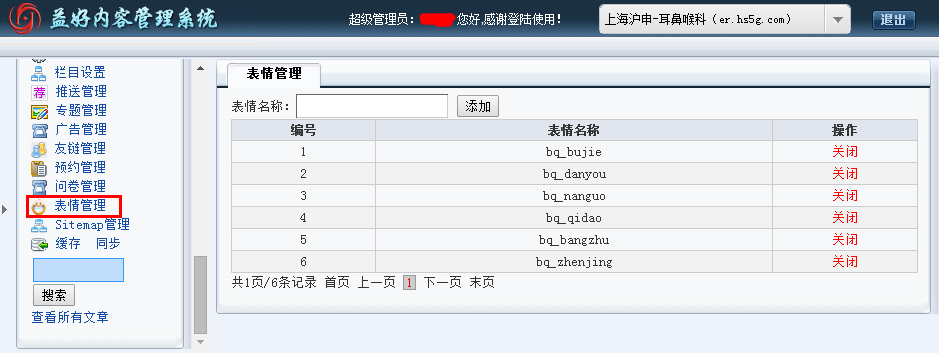 益好内容管理系统
超级管理员: 您好,感谢登陆使用!
上海沪申-耳鼻喉科 (er.hs5g.com)
退出
栏目设置
荐 推送管理
专题管理
广告管理
友链管理
预约管理
问卷管理
表情管理
Sitemap管理
缓存 同步
搜索
查看所有文章
表情管理
表情名称: 添加
编号 表情名称 操作
1 bq_bujie 关闭
2 bq_danyou 关闭
3 bq_nanguo 关闭
4 bq_qidao 关闭
5 bq_bangzhu 关闭
6 bq_zhenjing 关闭
共1页/6条记录 首页 上一页 1 下一页 末页